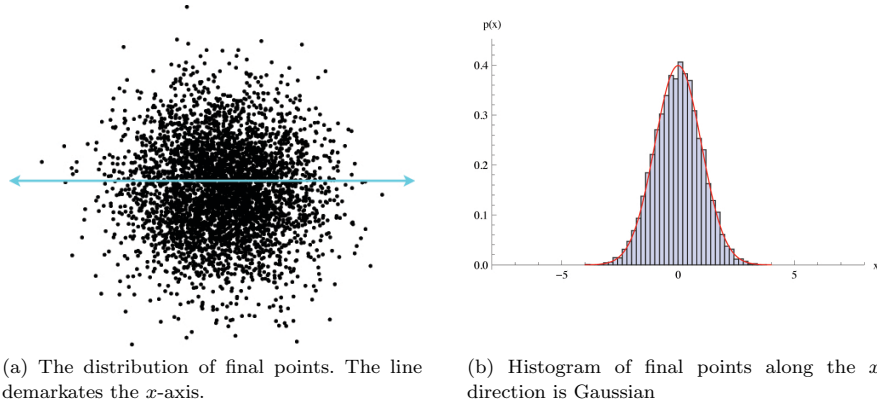 p(x)
0.4
0.3
0.2
0.1
0.0
−5
0
5
x
(a) The distribution of final points. The line
demarkates the x-axis.
(b) Histogram of final points along the x
direction is Gaussian